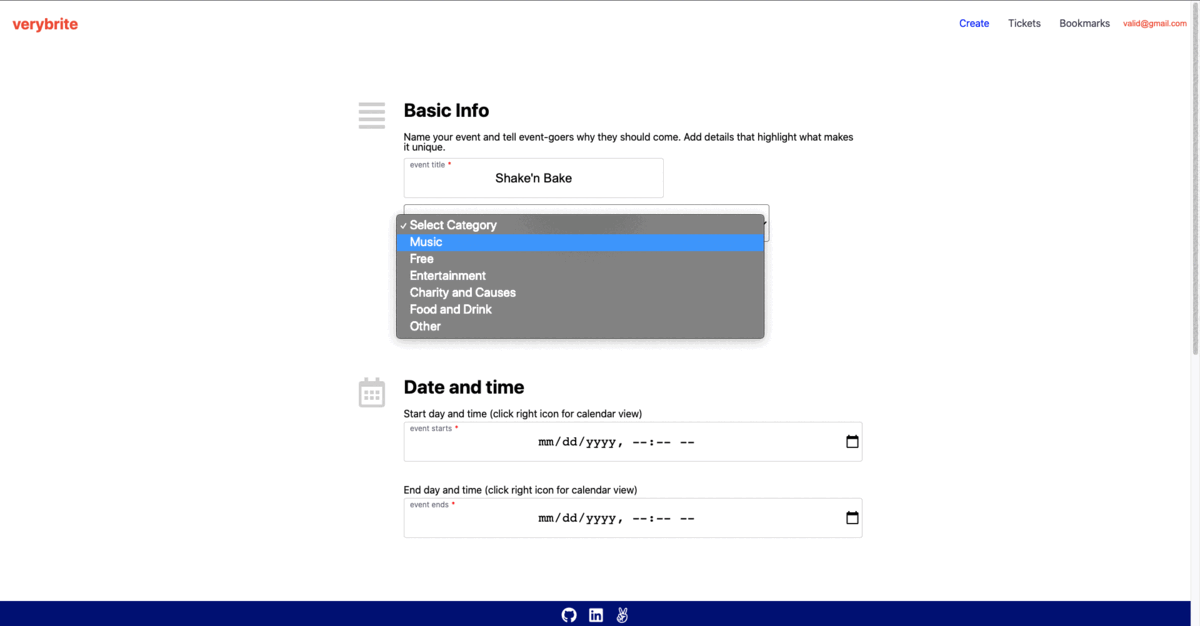 verybrite
Create Tickets Bookmarks valid@gmail.com
Basic Info
Name your event and tell event-goers why they should come. Add details that highlight what makes
it unique.
event title *
Shake'n Bake
✓ Select Category
Music
Free
Entertainment
Charity and Causes
Food and Drink
Other
Date and time
Start day and time (click right icon for calendar view)
event starts *
mm/dd/yyyy, --:-- --
End day and time (click right icon for calendar view)
event ends *
mm/dd/yyyy, --:-- --